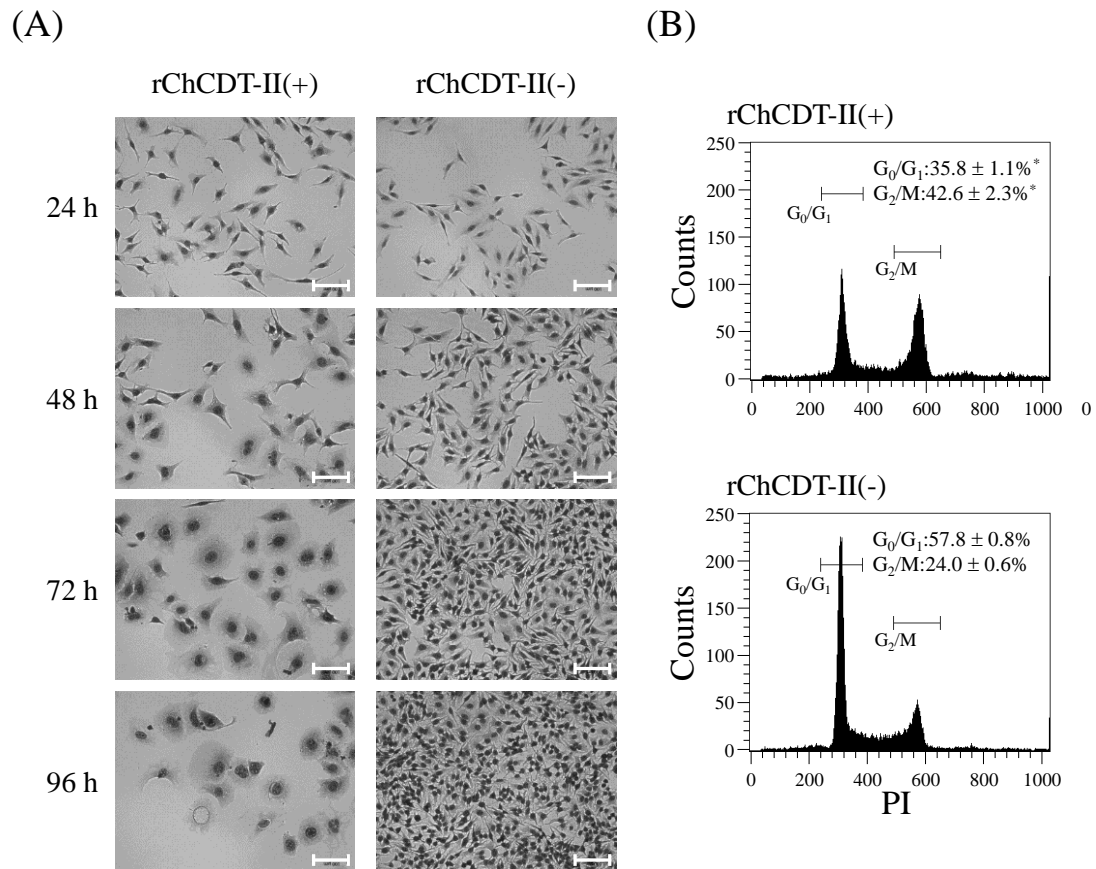 (A)
rChCDT-II(+) rChCDT-II(-)
24 h
48 h
72 h
96 h
(B)
rChCDT-II(+)
250
200
150
100
50
0
Counts
G₀/G₁:35.8 ± 1.1%*
G₂/M:42.6 ± 2.3%*
G₀/G₁
G₂/M
0 200 400 600 800 1000 0
rChCDT-II(-)
250
200
150
100
50
0
Counts
G₀/G₁:57.8 ± 0.8%
G₂/M:24.0 ± 0.6%
G₀/G₁
G₂/M
0 200 400 600 800 1000
PI